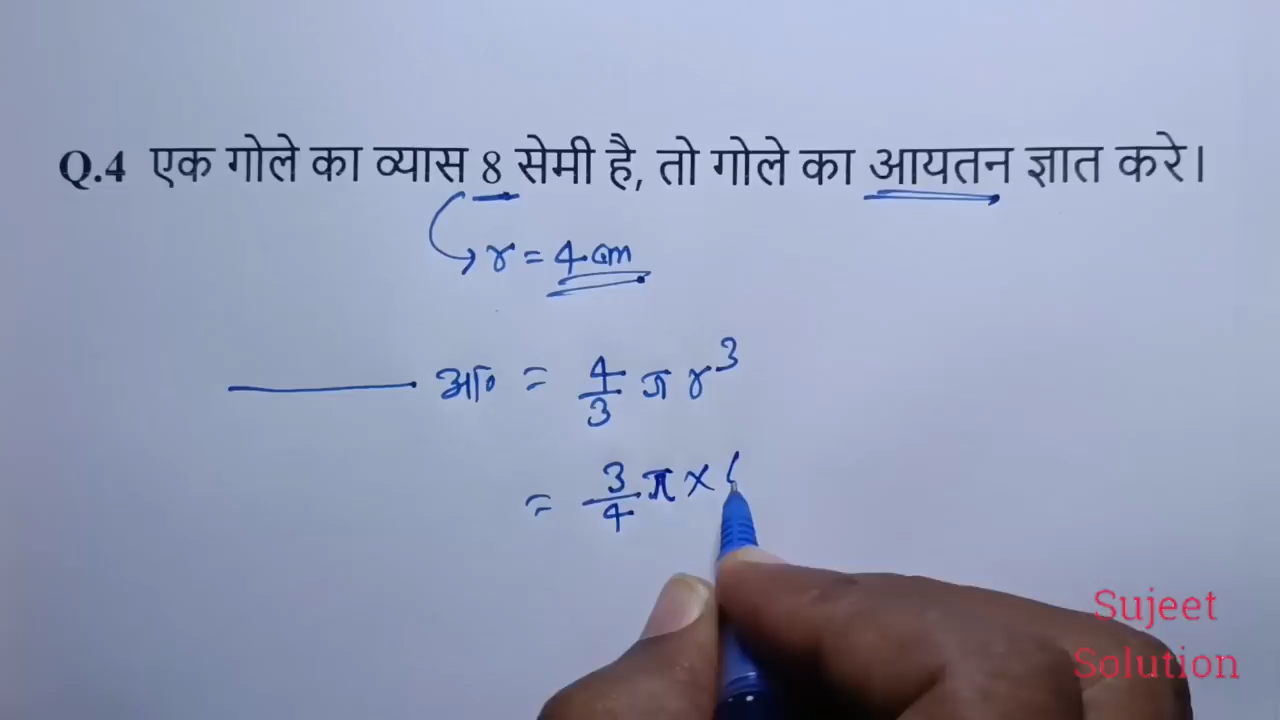 Q.4 एक गोले का व्यास 8 सेमी है, तो गोले का आयतन ज्ञात करे।
r = 4 cm
आ० = 4/3 π r³
= 3/4 π × (
Sujeet
Solution